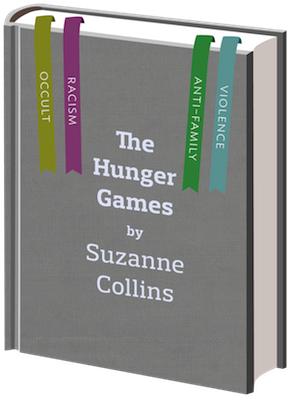 OCCULT
RACISM
ANTI-FAMILY
VIOLENCE
The
Hunger
Games
by
Suzanne
Collins